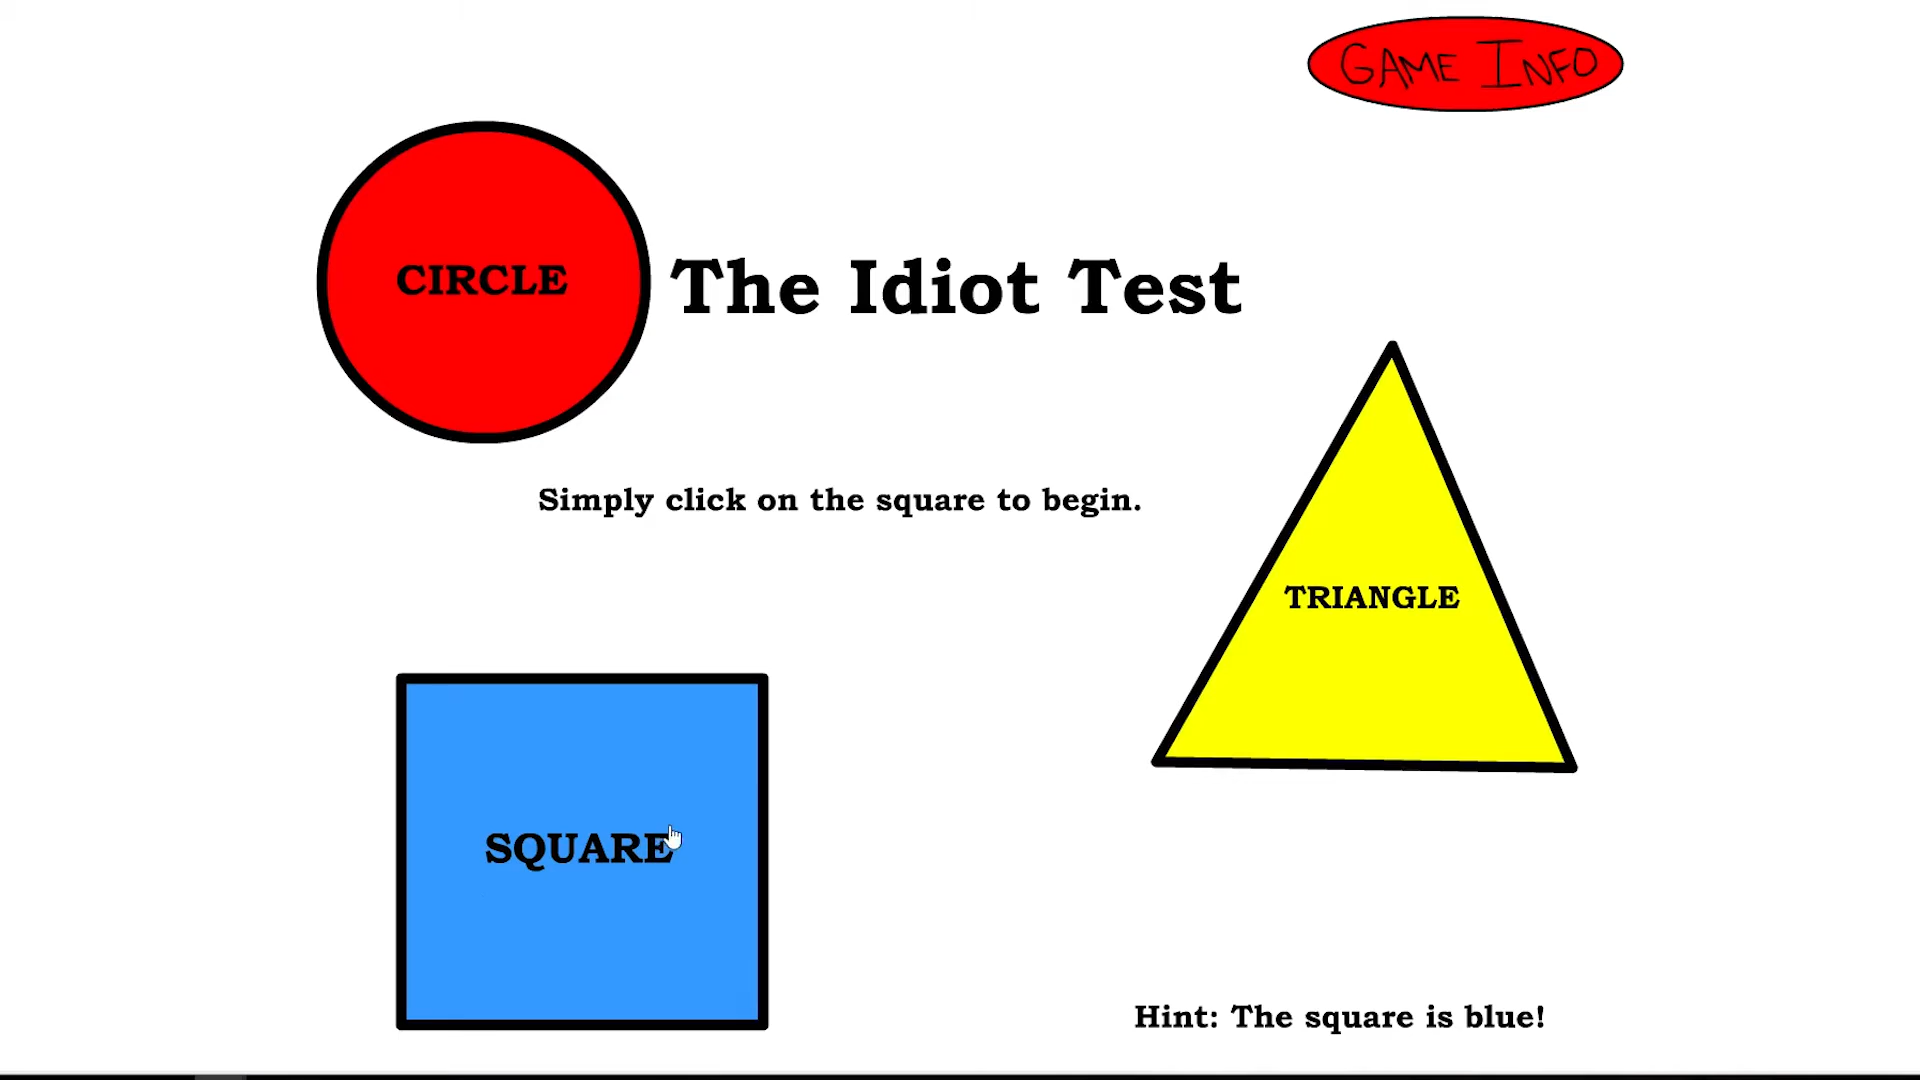 GAME INFO
CIRCLE
The Idiot Test
Simply click on the square to begin.
TRIANGLE
SQUARE
Hint: The square is blue!